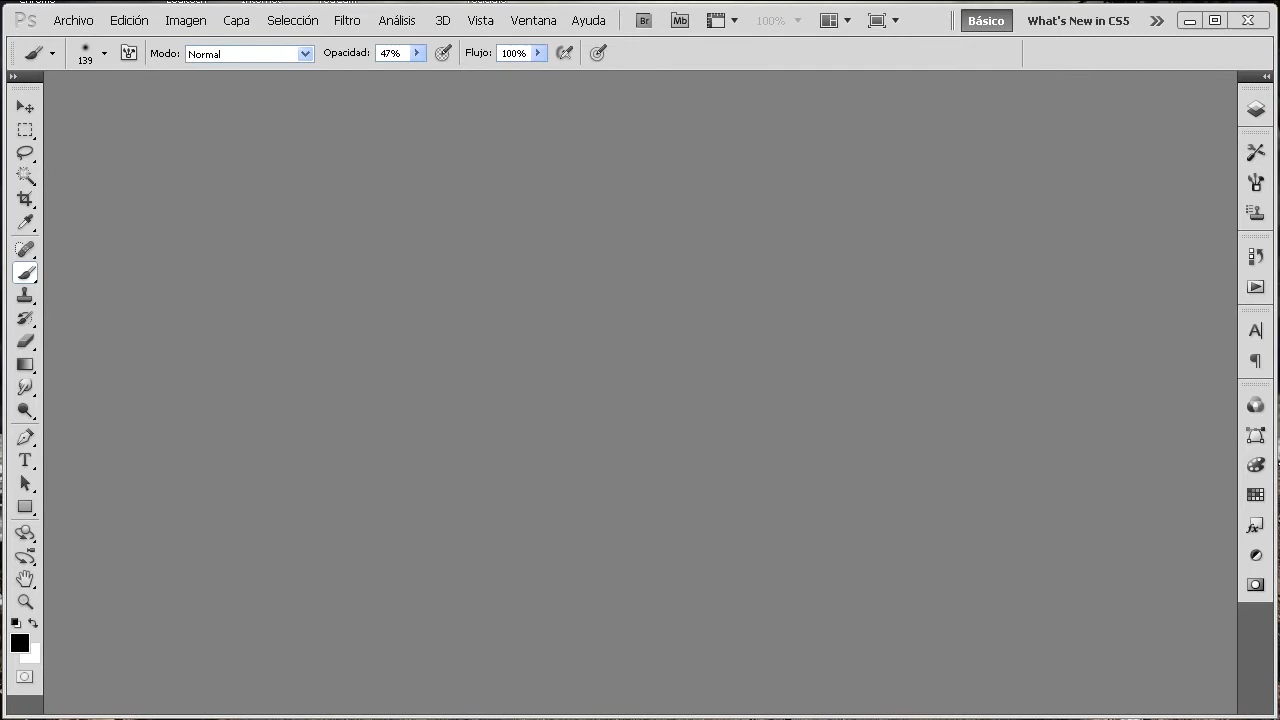 Ps Archivo Edición Imagen Capa Selección Filtro Análisis 3D Vista Ventana Ayuda Br Mb 100% Básico What's New in CS5
139 Modo: Normal Opacidad: 47% Flujo: 100%